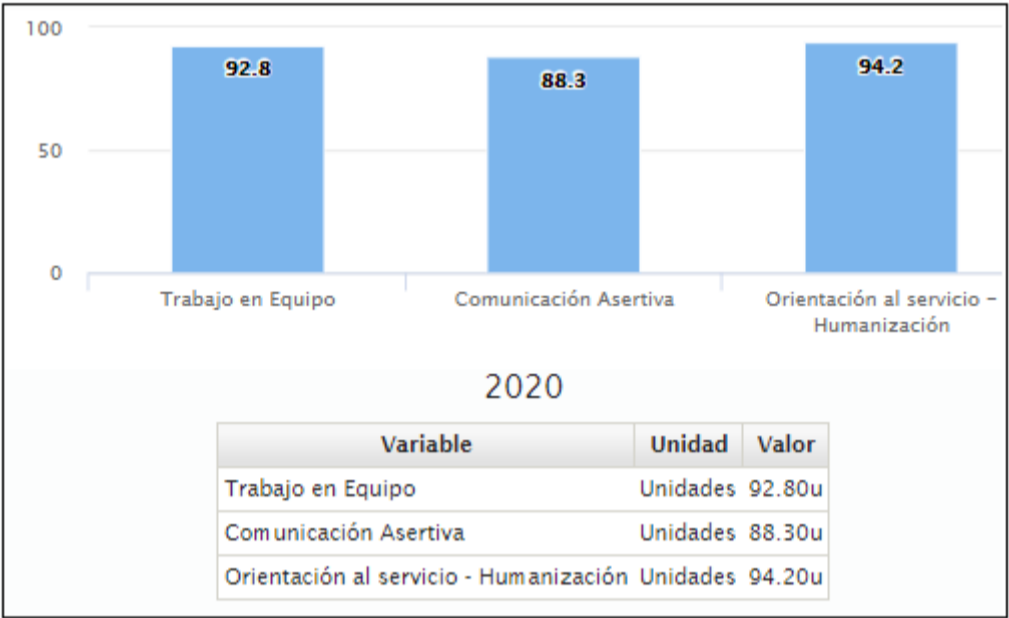 100
92.8
88.3
94.2
50
0
Trabajo en Equipo
Comunicación Asertiva
Orientación al servicio -
Humanización
2020
Variable Unidad Valor
Trabajo en Equipo Unidades 92.80u
Comunicación Asertiva Unidades 88.30u
Orientación al servicio - Humanización Unidades 94.20u